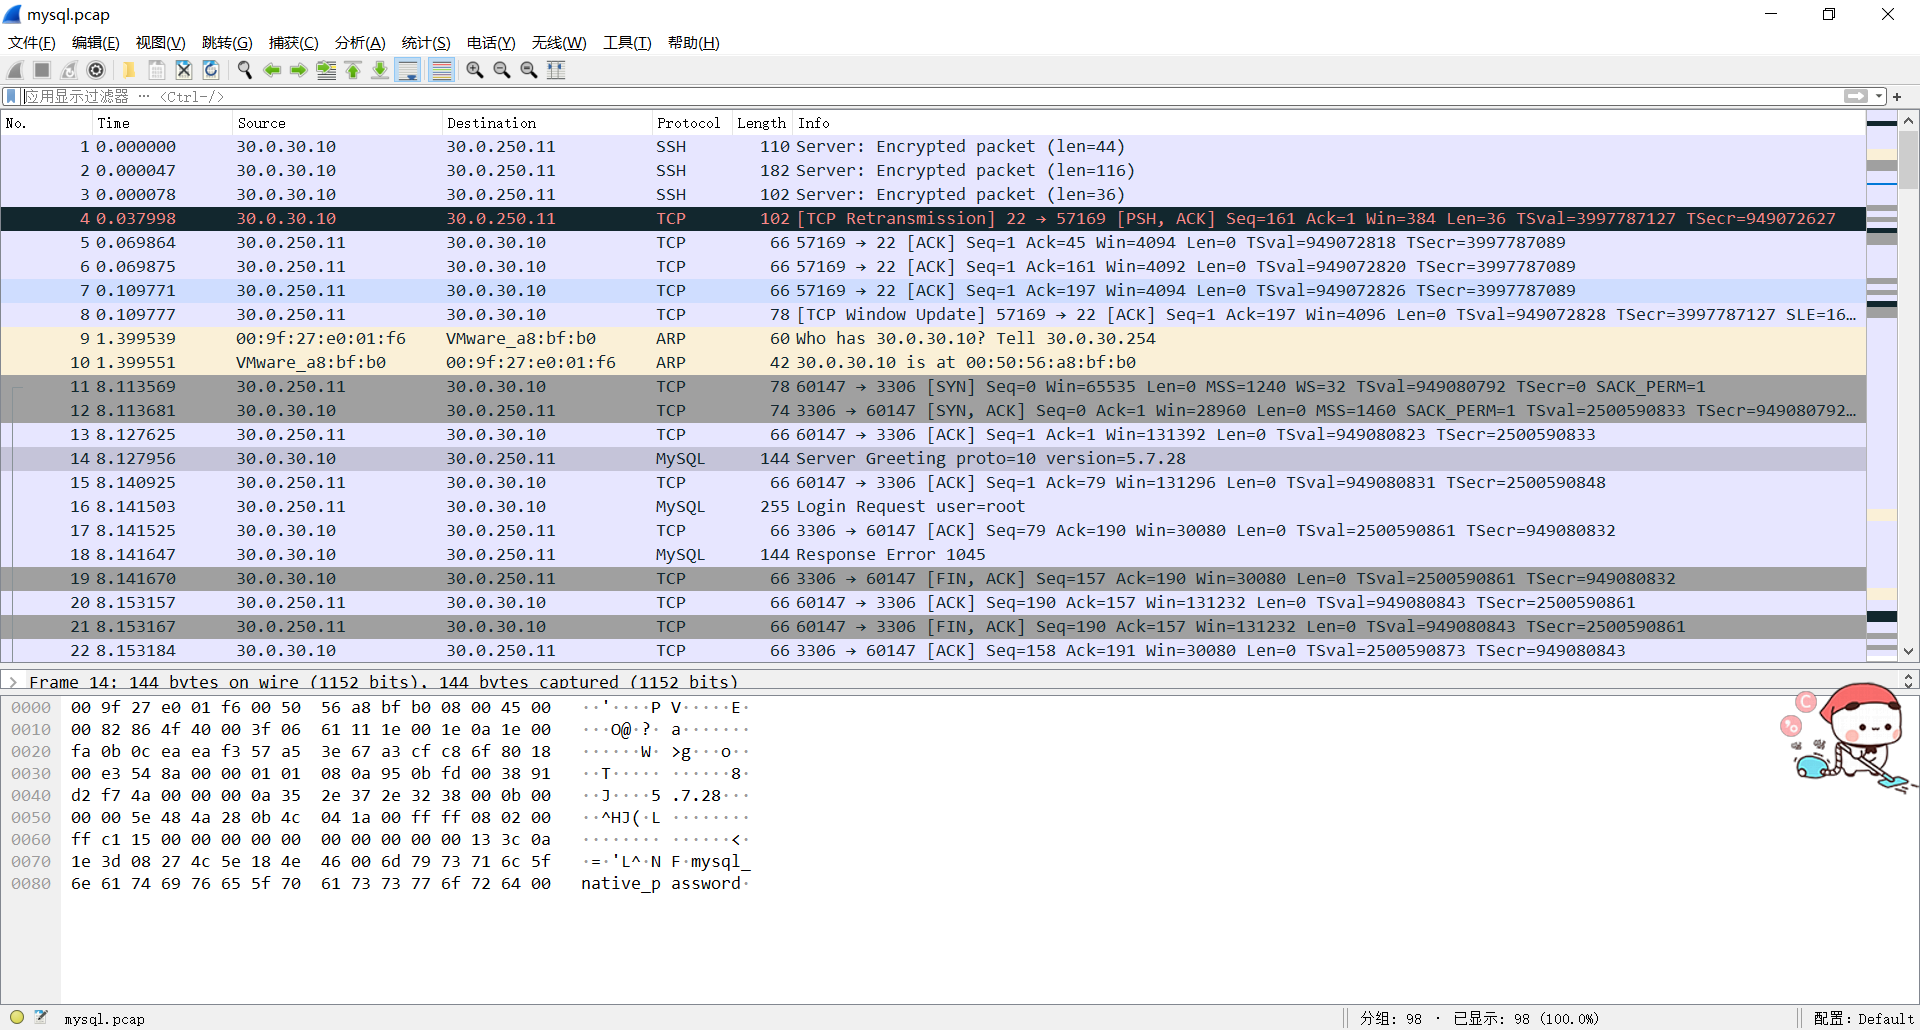 mysql.pcap
文件(F) 编辑(E) 视图(V) 跳转(G) 捕获(C) 分析(A) 统计(S) 电话(Y) 无线(W) 工具(T) 帮助(H)
应用显示过滤器 … <Ctrl-/>
No. Time Source Destination Protocol Length Info
1 0.000000 30.0.30.10 30.0.250.11 SSH 110 Server: Encrypted packet (len=44)
2 0.000047 30.0.30.10 30.0.250.11 SSH 182 Server: Encrypted packet (len=116)
3 0.000078 30.0.30.10 30.0.250.11 SSH 102 Server: Encrypted packet (len=36)
4 0.037998 30.0.30.10 30.0.250.11 TCP 102 [TCP Retransmission] 22 → 57169 [PSH, ACK] Seq=161 Ack=1 Win=384 Len=36 TSval=3997787127 TSecr=949072627
5 0.069864 30.0.250.11 30.0.30.10 TCP 66 57169 → 22 [ACK] Seq=1 Ack=45 Win=4094 Len=0 TSval=949072818 TSecr=3997787089
6 0.069875 30.0.250.11 30.0.30.10 TCP 66 57169 → 22 [ACK] Seq=1 Ack=161 Win=4092 Len=0 TSval=949072820 TSecr=3997787089
7 0.109771 30.0.250.11 30.0.30.10 TCP 66 57169 → 22 [ACK] Seq=1 Ack=197 Win=4094 Len=0 TSval=949072826 TSecr=3997787089
8 0.109777 30.0.250.11 30.0.30.10 TCP 78 [TCP Window Update] 57169 → 22 [ACK] Seq=1 Ack=197 Win=4096 Len=0 TSval=949072828 TSecr=3997787127 SLE=16…
9 1.399539 00:9f:27:e0:01:f6 VMware_a8:bf:b0 ARP 60 Who has 30.0.30.10? Tell 30.0.30.254
10 1.399551 VMware_a8:bf:b0 00:9f:27:e0:01:f6 ARP 42 30.0.30.10 is at 00:50:56:a8:bf:b0
11 8.113569 30.0.250.11 30.0.30.10 TCP 78 60147 → 3306 [SYN] Seq=0 Win=65535 Len=0 MSS=1240 WS=32 TSval=949080792 TSecr=0 SACK_PERM=1
12 8.113681 30.0.30.10 30.0.250.11 TCP 74 3306 → 60147 [SYN, ACK] Seq=0 Ack=1 Win=28960 Len=0 MSS=1460 SACK_PERM=1 TSval=2500590833 TSecr=949080792…
13 8.127625 30.0.250.11 30.0.30.10 TCP 66 60147 → 3306 [ACK] Seq=1 Ack=1 Win=131392 Len=0 TSval=949080823 TSecr=2500590833
14 8.127956 30.0.30.10 30.0.250.11 MySQL 144 Server Greeting proto=10 version=5.7.28
15 8.140925 30.0.250.11 30.0.30.10 TCP 66 60147 → 3306 [ACK] Seq=1 Ack=79 Win=131296 Len=0 TSval=949080831 TSecr=2500590848
16 8.141503 30.0.250.11 30.0.30.10 MySQL 255 Login Request user=root
17 8.141525 30.0.30.10 30.0.250.11 TCP 66 3306 → 60147 [ACK] Seq=79 Ack=190 Win=30080 Len=0 TSval=2500590861 TSecr=949080832
18 8.141647 30.0.30.10 30.0.250.11 MySQL 144 Response Error 1045
19 8.141670 30.0.30.10 30.0.250.11 TCP 66 3306 → 60147 [FIN, ACK] Seq=157 Ack=190 Win=30080 Len=0 TSval=2500590861 TSecr=949080832
20 8.153157 30.0.250.11 30.0.30.10 TCP 66 60147 → 3306 [ACK] Seq=190 Ack=157 Win=131232 Len=0 TSval=949080843 TSecr=2500590861
21 8.153167 30.0.250.11 30.0.30.10 TCP 66 60147 → 3306 [FIN, ACK] Seq=190 Ack=157 Win=131232 Len=0 TSval=949080843 TSecr=2500590861
22 8.153184 30.0.30.10 30.0.250.11 TCP 66 3306 → 60147 [ACK] Seq=158 Ack=191 Win=30080 Len=0 TSval=2500590873 TSecr=949080843
Frame 14: 144 bytes on wire (1152 bits), 144 bytes captured (1152 bits)
0000 00 9f 27 e0 01 f6 00 50 56 a8 bf b0 08 00 45 00 ··'····P V·····E·
0010 00 82 86 4f 40 00 3f 06 61 11 1e 00 1e 0a 1e 00 ···O@·?· a·······
0020 fa 0b 0c ea ea f3 57 a5 3e 67 a3 cf c8 6f 80 18 ······W· >g···o··
0030 00 e3 54 8a 00 00 01 01 08 0a 95 0b fd 00 38 91 ··T····· ······8·
0040 d2 f7 4a 00 00 00 0a 35 2e 37 2e 32 38 00 0b 00 ··J····5 .7.28···
0050 00 00 5e 48 4a 28 0b 4c 04 1a 00 ff ff 08 02 00 ··^HJ(·L ········
0060 ff c1 15 00 00 00 00 00 00 00 00 00 00 13 3c 0a ········ ······<·
0070 1e 3d 08 27 4c 5e 18 4e 46 00 6d 79 73 71 6c 5f ·=·'L^·N F·mysql_
0080 6e 61 74 69 76 65 5f 70 61 73 73 77 6f 72 64 00 native_p assword·
mysql.pcap 分组: 98 · 已显示: 98 (100.0%) 配置: Default